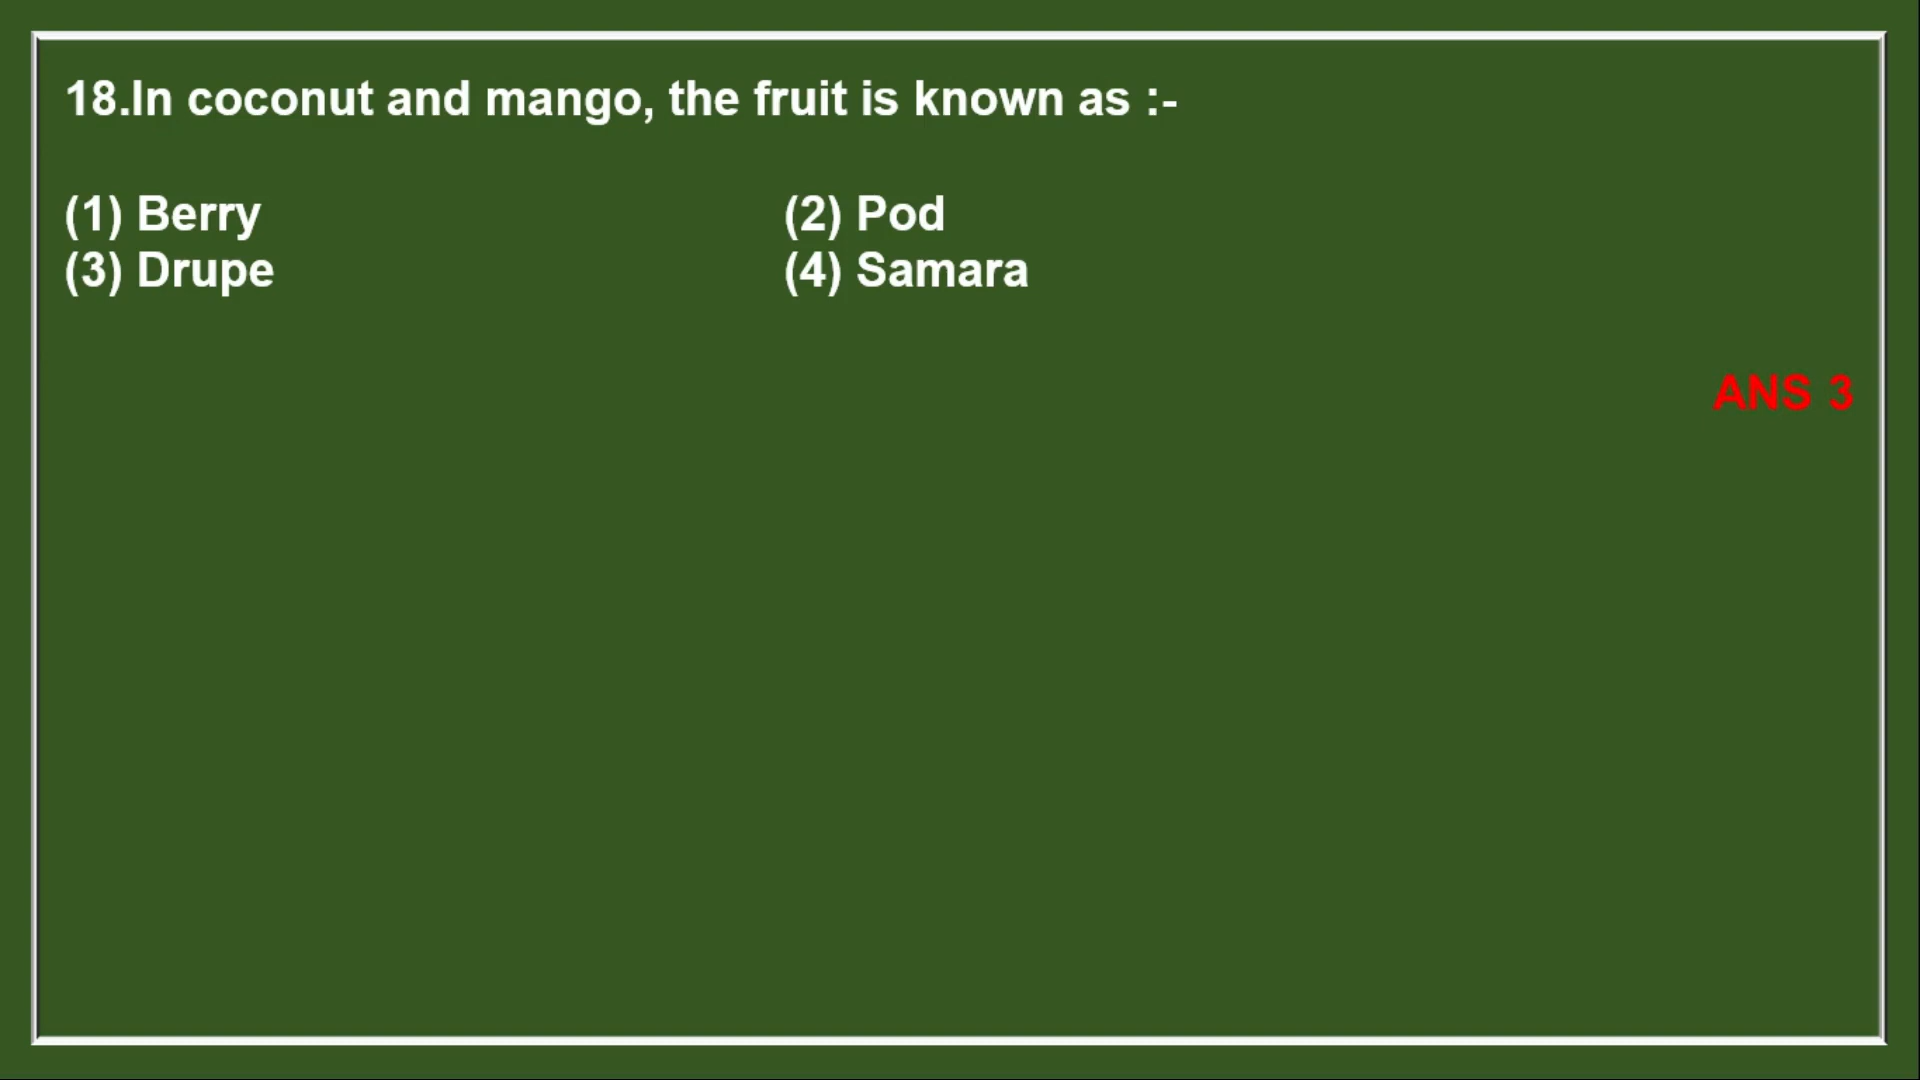 18.In coconut and mango, the fruit is known as :-
(1) Berry (2) Pod
(3) Drupe (4) Samara
ANS 3